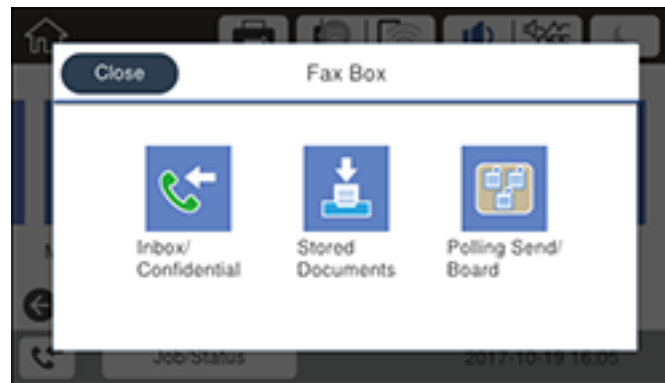 Close
Fax Box
Inbox/
Confidential
Stored
Documents
Polling Send/
Board
Job/Status
2017-10-19 16:05